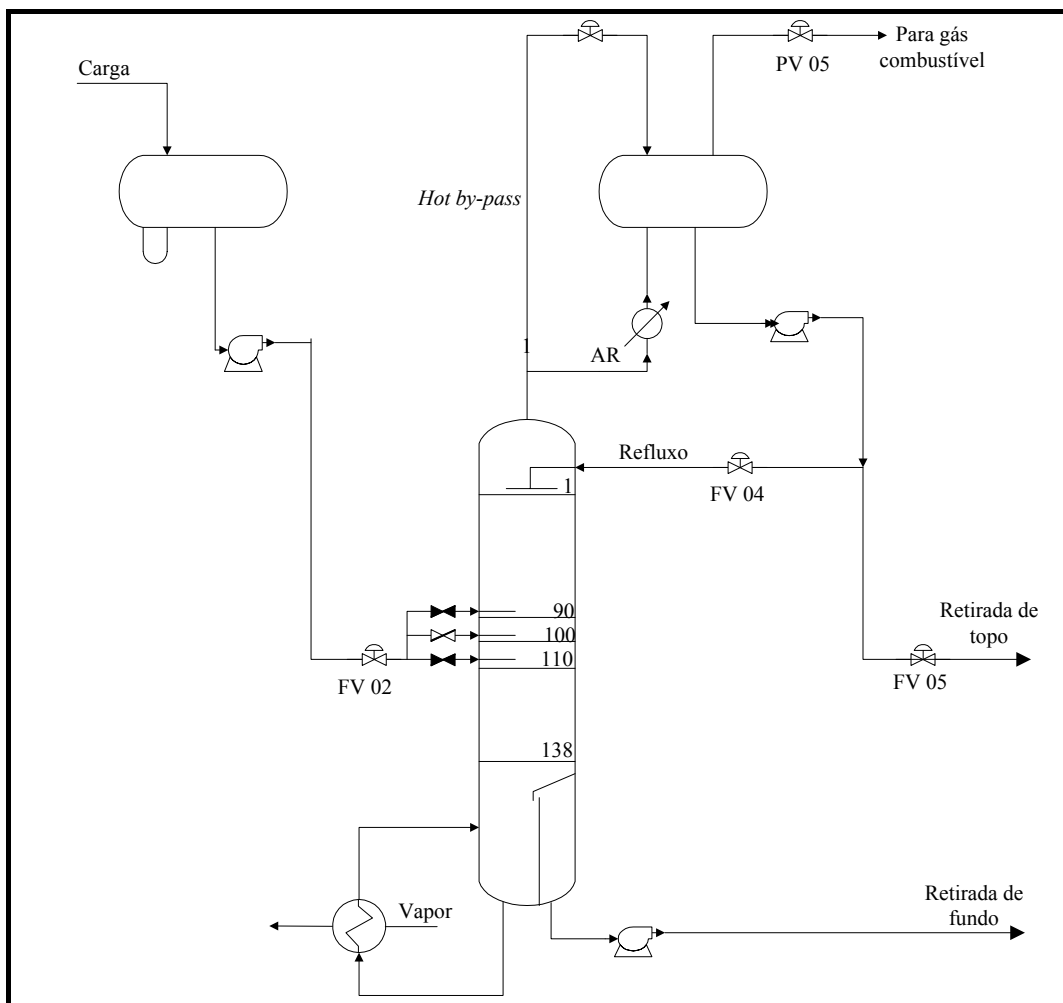 Para gás
combustível
PV 05
Carga
Hot by-pass
1
AR
Refluxo
FV 04
1
90
100
110
FV 02
Retirada de
topo
FV 05
138
Vapor
Retirada de
fundo